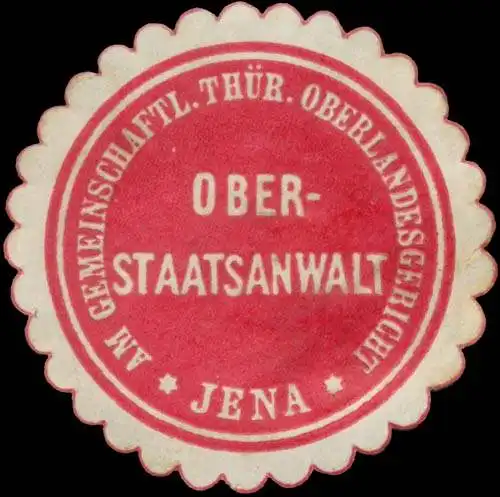 AM GEMEINSCHAFTL. THÜR. OBERLANDESGERICHT
OBER-
STAATSANWALT
* JENA *